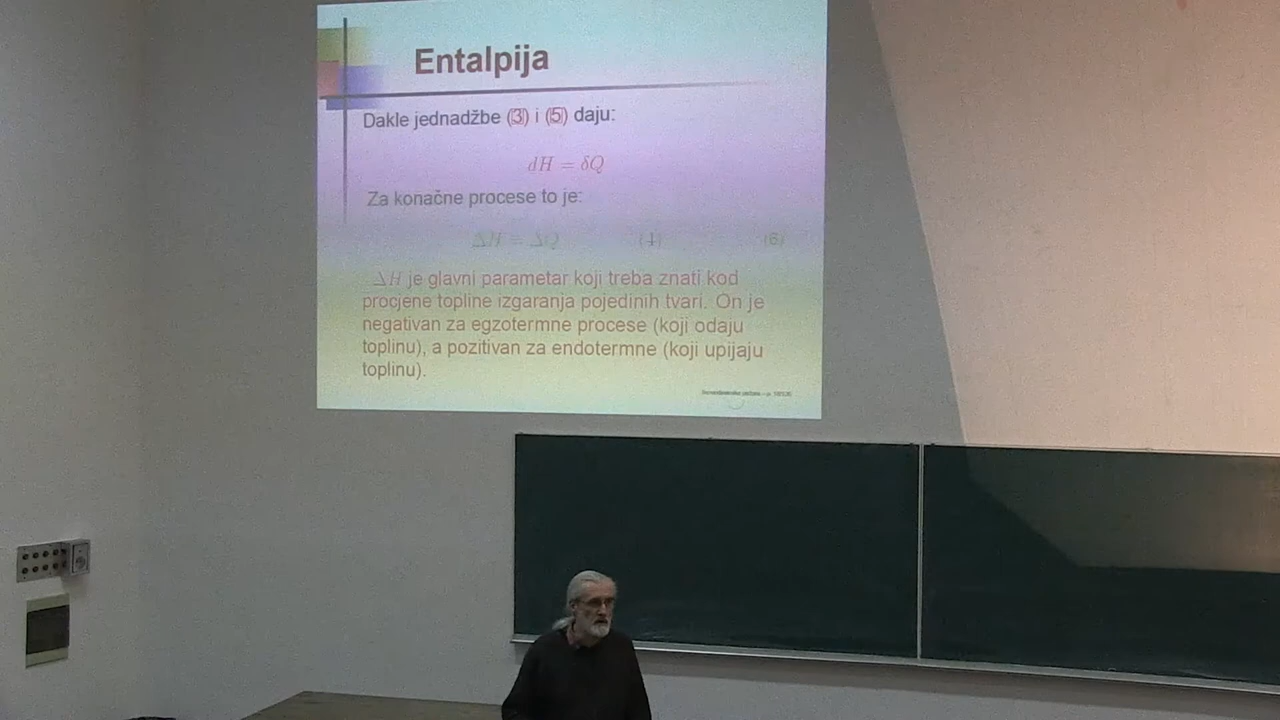 Entalpija
Dakle jednadžbe (3) i (5) daju:
dH = δQ
Za konačne procese to je:
ΔH = ΔQ (4) (6)
ΔH je glavni parametar koji treba znati kod
procjene topline izgaranja pojedinih tvari. On je
negativan za egzotermne procese (koji odaju
toplinu), a pozitivan za endotermne (koji upijaju
toplinu).